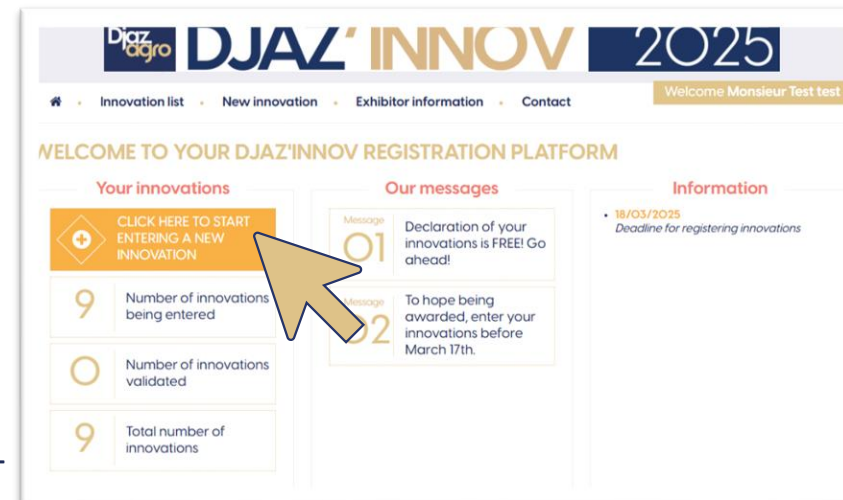 Djaz agro DJAZ' INNOV 2025
Innovation list • New innovation • Exhibitor information • Contact
Welcome Monsieur Test test
WELCOME TO YOUR DJAZ'INNOV REGISTRATION PLATFORM
Your innovations
CLICK HERE TO START
ENTERING A NEW
INNOVATION
9 Number of innovations
being entered
0 Number of innovations
validated
9 Total number of
innovations
Our messages
Message
01
Declaration of your
innovations is FREE! Go
ahead!
Message
02
To hope being
awarded, enter your
innovations before
March 17th.
Information
• 18/03/2025
Deadline for registering innovations